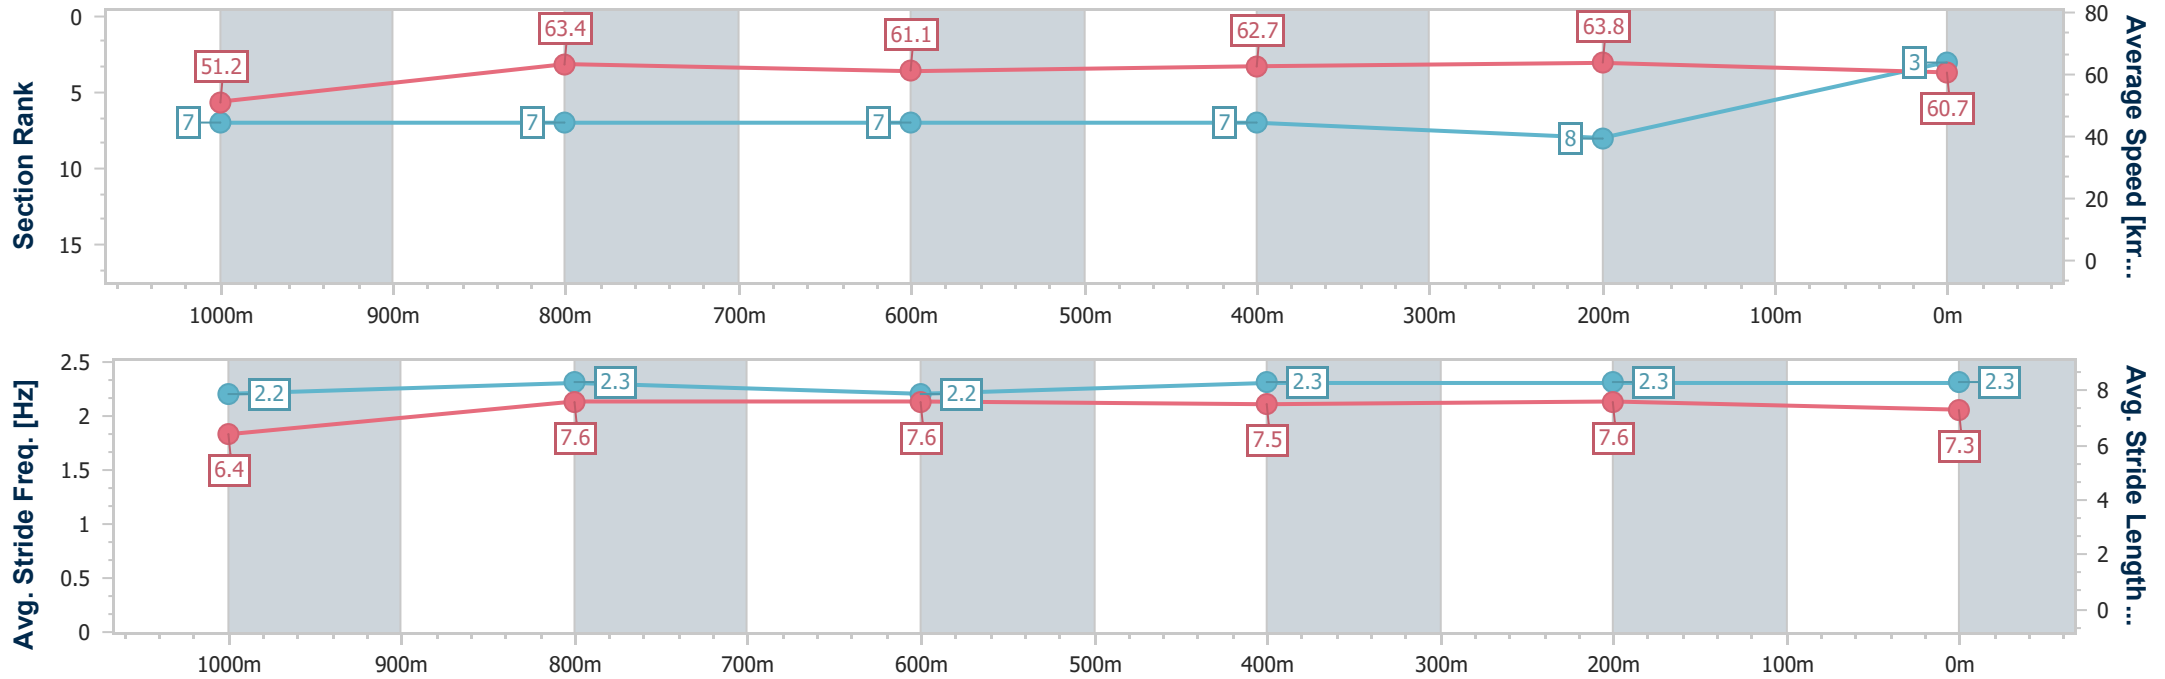 Section Rank
0
5
10
15
51.2
63.4
61.1
62.7
63.8
60.7
7
7
7
7
8
3
80
60
40
20
0
Average Speed [km...
1000m
900m
800m
700m
600m
500m
400m
300m
200m
100m
0m
Avg. Stride Freq. [Hz]
2.5
2
1.5
1
0.5
0
2.2
2.3
2.2
2.3
2.3
2.3
6.4
7.6
7.6
7.5
7.6
7.3
8
6
4
2
0
Avg. Stride Length...
1000m
900m
800m
700m
600m
500m
400m
300m
200m
100m
0m